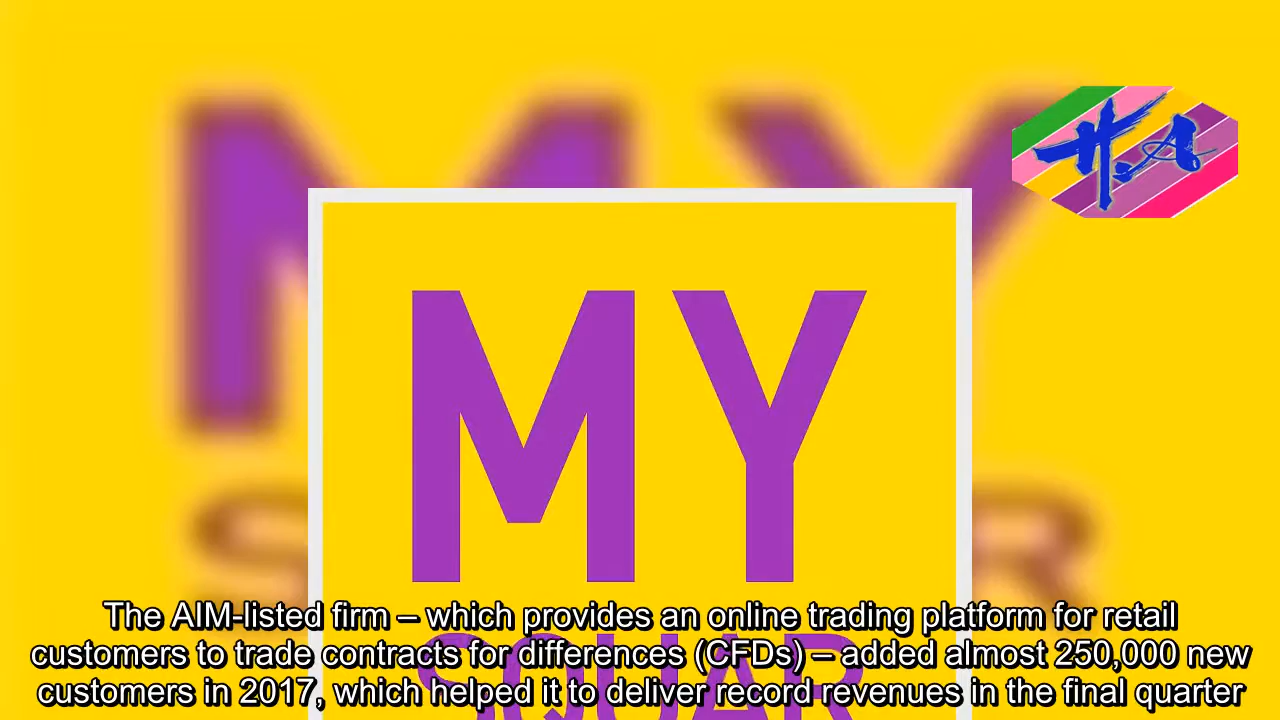 MY
H.A
MY
SQUAR
The AIM-listed firm – which provides an online trading platform for retail
customers to trade contracts for differences (CFDs) – added almost 250,000 new
customers in 2017, which helped it to deliver record revenues in the final quarter